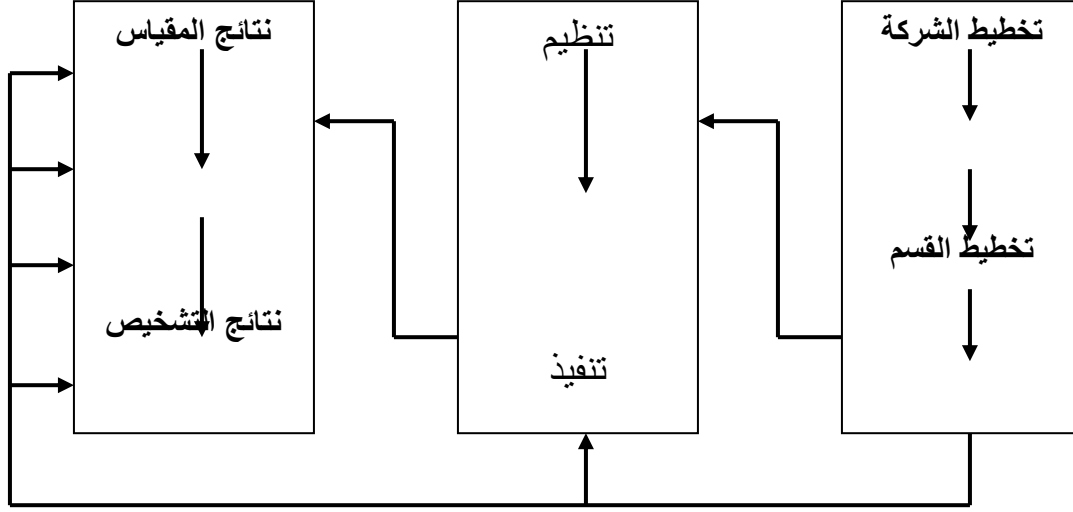 تخطيط الشركة
تخطيط القسم
تنظيم
تنفيذ
نتائج المقياس
نتائج التشخيص